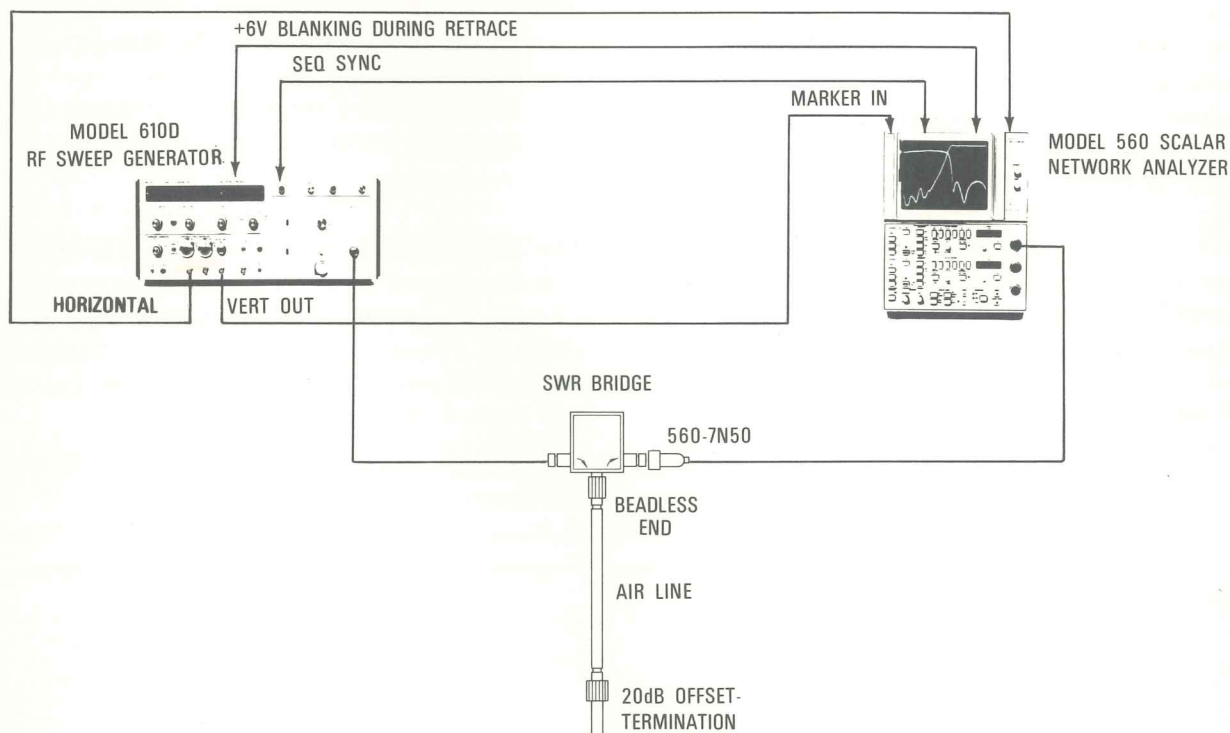 +6V BLANKING DURING RETRACE
SEQ SYNC
MARKER IN
MODEL 610D
RF SWEEP GENERATOR
MODEL 560 SCALAR
NETWORK ANALYZER
HORIZONTAL
VERT OUT
SWR BRIDGE
560-7N50
BEADLESS
END
AIR LINE
20dB OFFSET-
TERMINATION